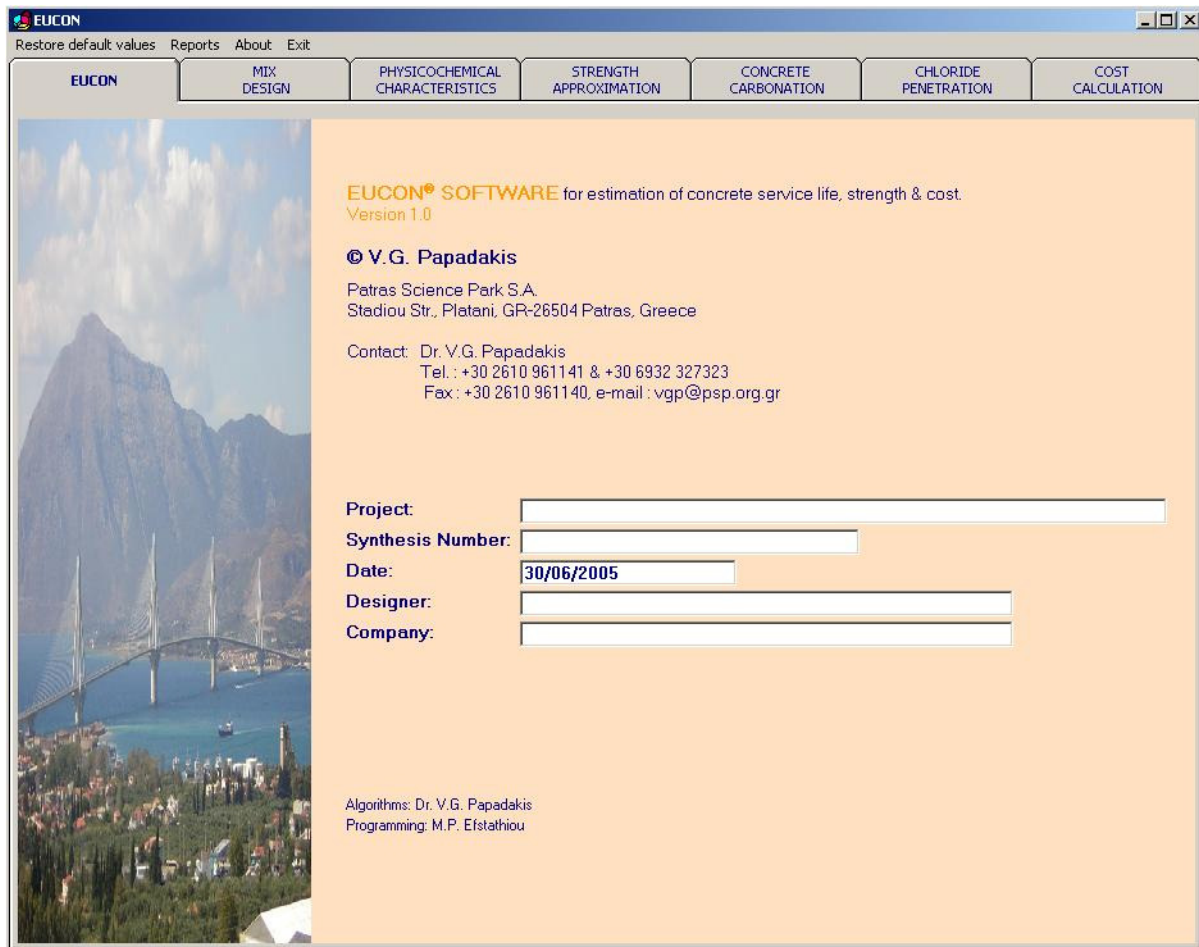 EUCON
Restore default values Reports About Exit
EUCON
MIX DESIGN
PHYSICOCHEMICAL CHARACTERISTICS
STRENGTH APPROXIMATION
CONCRETE CARBONATION
CHLORIDE PENETRATION
COST CALCULATION
EUCON® SOFTWARE for estimation of concrete service life, strength & cost.
Version 1.0
© V.G. Papadakis
Patras Science Park S.A.
Stadiou Str., Platani, GR-26504 Patras, Greece
Contact: Dr. V.G. Papadakis
Tel. : +30 2610 961141 & +30 6932 327323
Fax : +30 2610 961140, e-mail : vgp@psp.org.gr
Project:
Synthesis Number:
Date: 30/06/2005
Designer:
Company:
Algorithms: Dr. V.G. Papadakis
Programming: M.P. Efstathiou